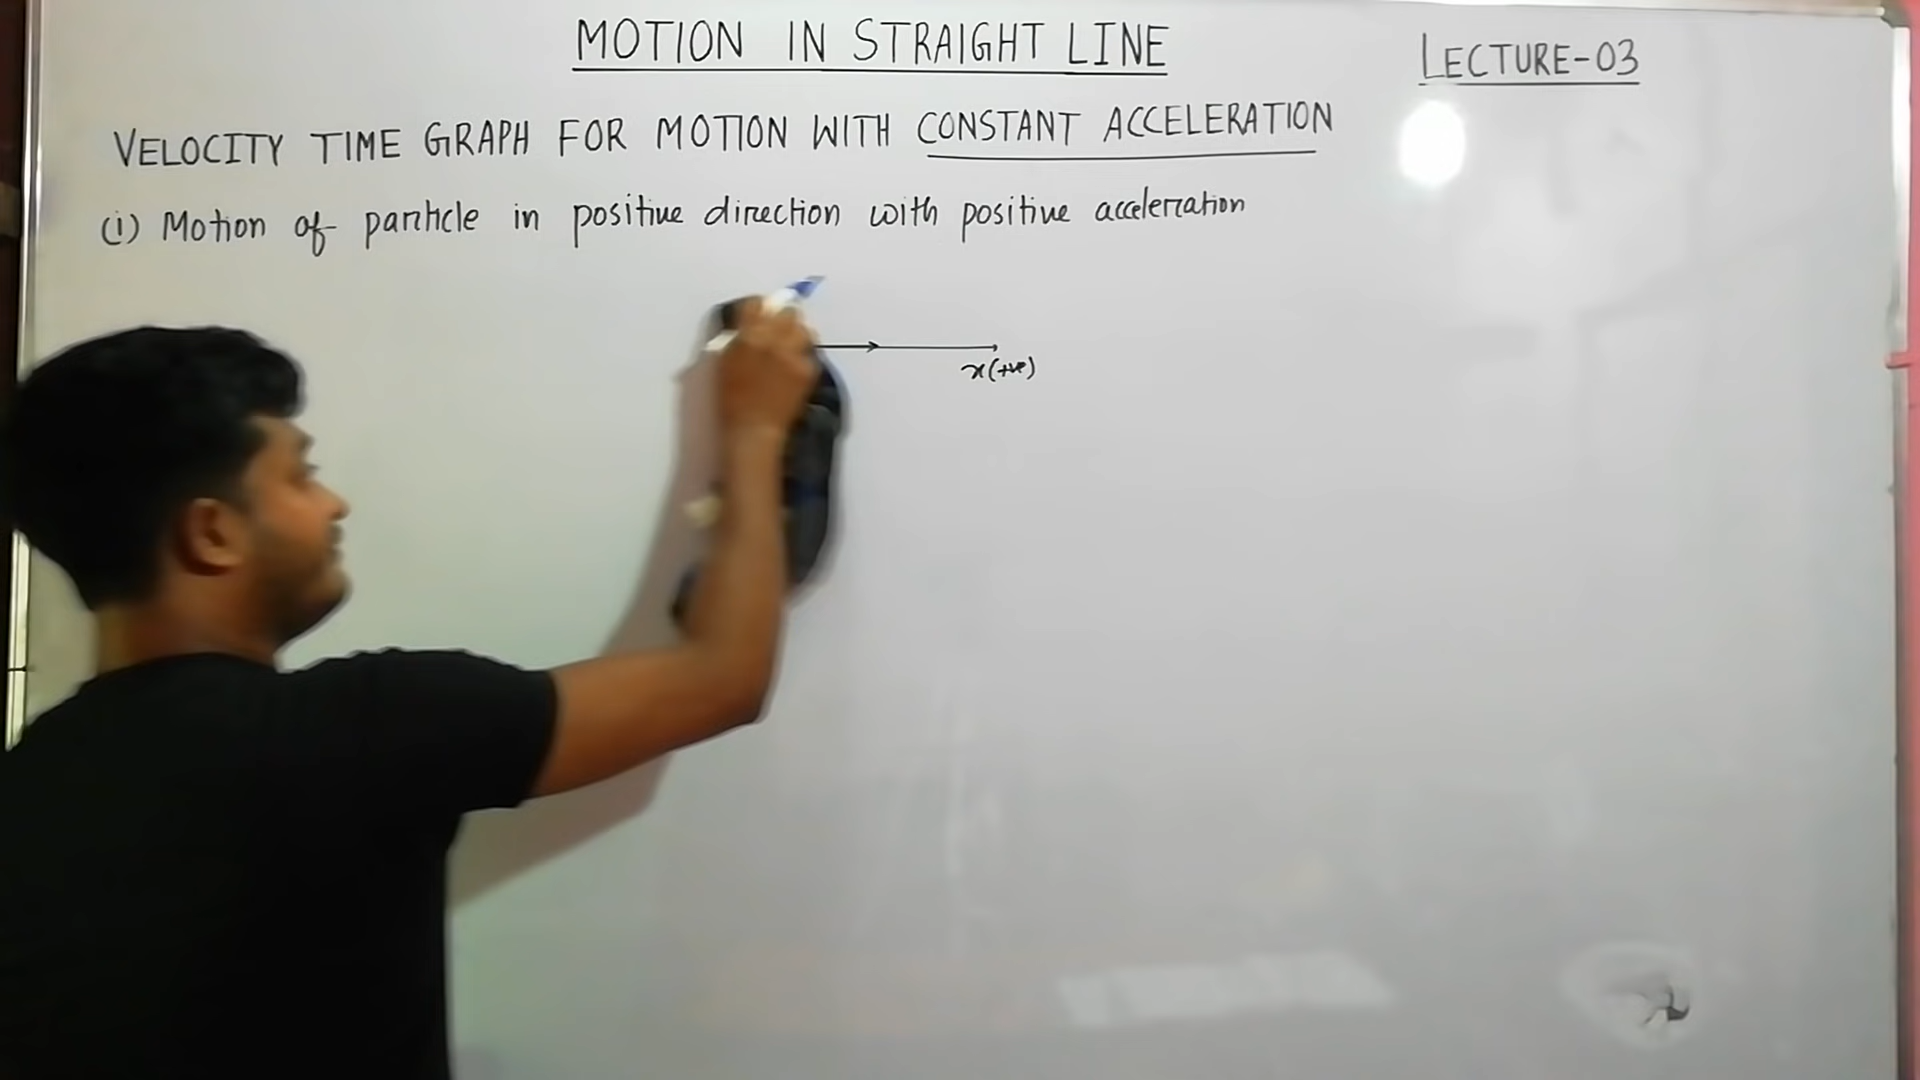 MOTION IN STRAIGHT LINE
LECTURE-03
VELOCITY TIME GRAPH FOR MOTION WITH CONSTANT ACCELERATION
(i) Motion of particle in positive direction with positive acceleration
x(+ve)